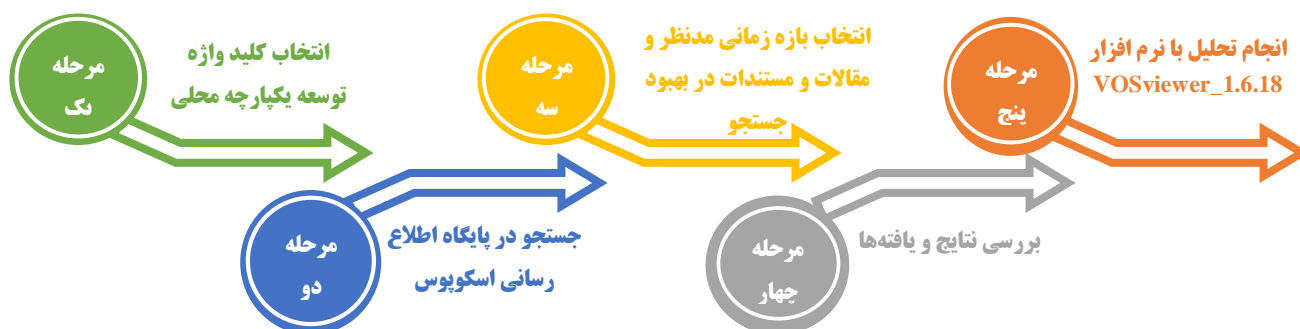 مرحله
یک
انتخاب کلید واژه
توسعه یکپارچه محلی
مرحله
دو
جستجو در پایگاه اطلاع
رسانی اسکوپوس
مرحله
سه
انتخاب بازه زمانی مدنظر و
مقالات و مستندات در بهبود
جستجو
مرحله
چهار
بررسی نتایج و یافته‌ها
مرحله
پنج
انجام تحلیل با نرم افزار
VOSviewer_1.6.18